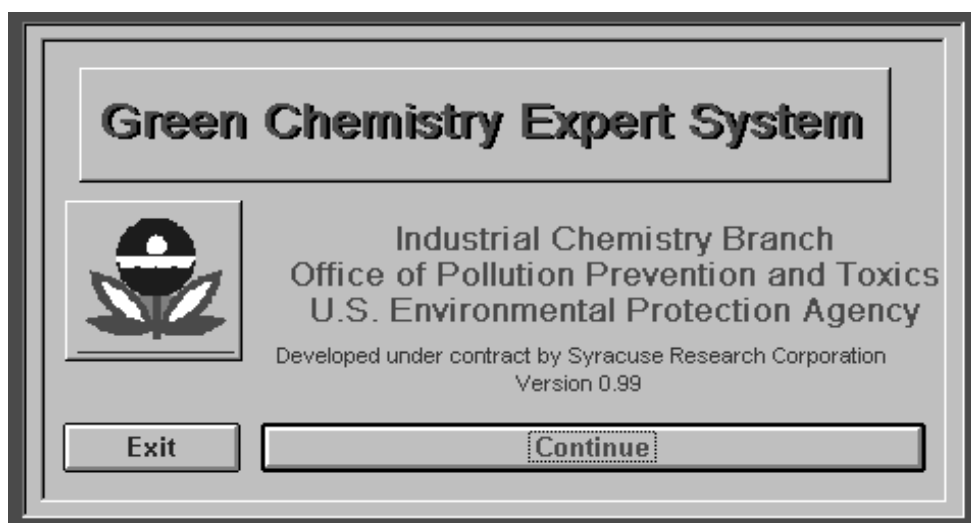 Green Chemistry Expert System
Industrial Chemistry Branch
Office of Pollution Prevention and Toxics
U.S. Environmental Protection Agency
Developed under contract by Syracuse Research Corporation
Version 0.99
Exit
Continue